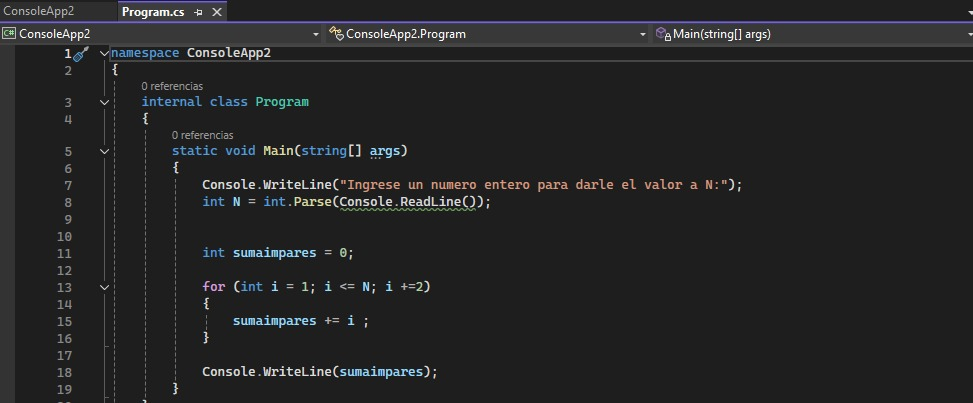 ConsoleApp2 Program.cs
C# ConsoleApp2 ConsoleApp2.Program Main(string[] args)
1 namespace ConsoleApp2
2 {
0 referencias
3 internal class Program
4 {
0 referencias
5 static void Main(string[] args)
6 {
7 Console.WriteLine("Ingrese un numero entero para darle el valor a N:");
8 int N = int.Parse(Console.ReadLine());
9
10
11 int sumaimpares = 0;
12
13 for (int i = 1; i <= N; i +=2)
14 {
15 sumaimpares += i ;
16 }
17
18 Console.WriteLine(sumaimpares);
19 }